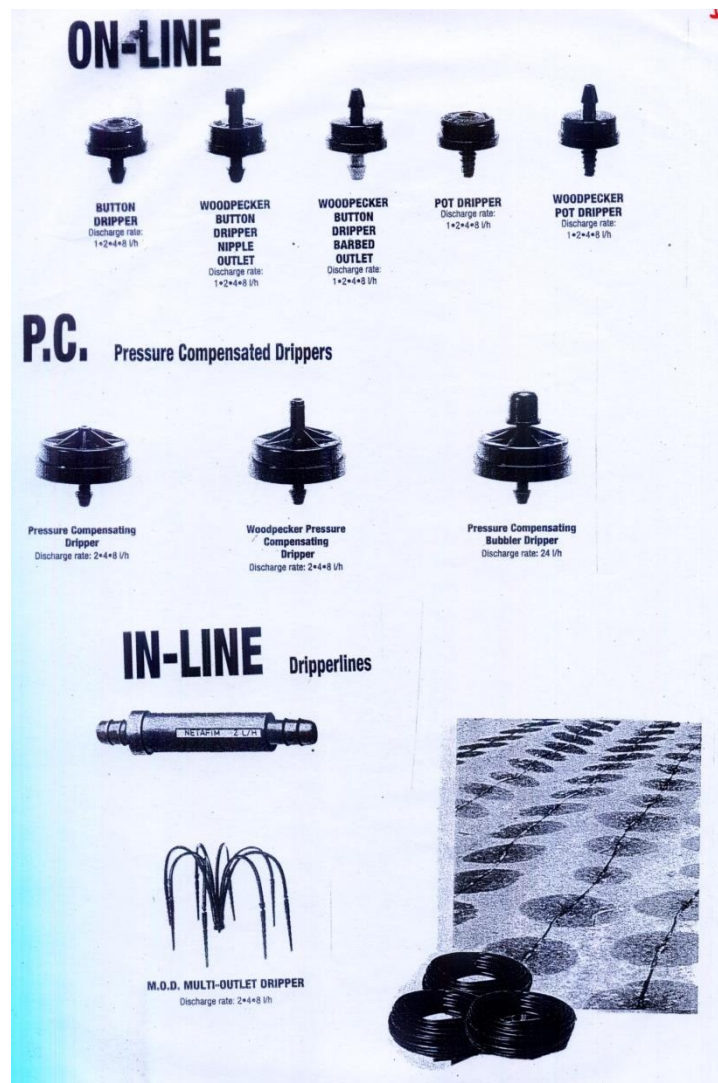 ON-LINE
BUTTON
DRIPPER
Discharge rate:
1•2•4•8 l/h
WOODPECKER
BUTTON
DRIPPER
NIPPLE
OUTLET
Discharge rate:
1•2•4•8 l/h
WOODPECKER
BUTTON
DRIPPER
BARBED
OUTLET
Discharge rate:
1•2•4•8 l/h
POT DRIPPER
Discharge rate:
1•2•4•8 l/h
WOODPECKER
POT DRIPPER
Discharge rate:
1•2•4•8 l/h
P.C. Pressure Compensated Drippers
Pressure Compensating
Dripper
Discharge rate: 2•4•8 l/h
Woodpecker Pressure
Compensating
Dripper
Discharge rate: 2•4•8 l/h
Pressure Compensating
Bubbler Dripper
Discharge rate: 24 l/h
IN-LINE Dripperlines
NETAFIM 2 L/H
M.O.D. MULTI-OUTLET DRIPPER
Discharge rate: 2•4•8 l/h